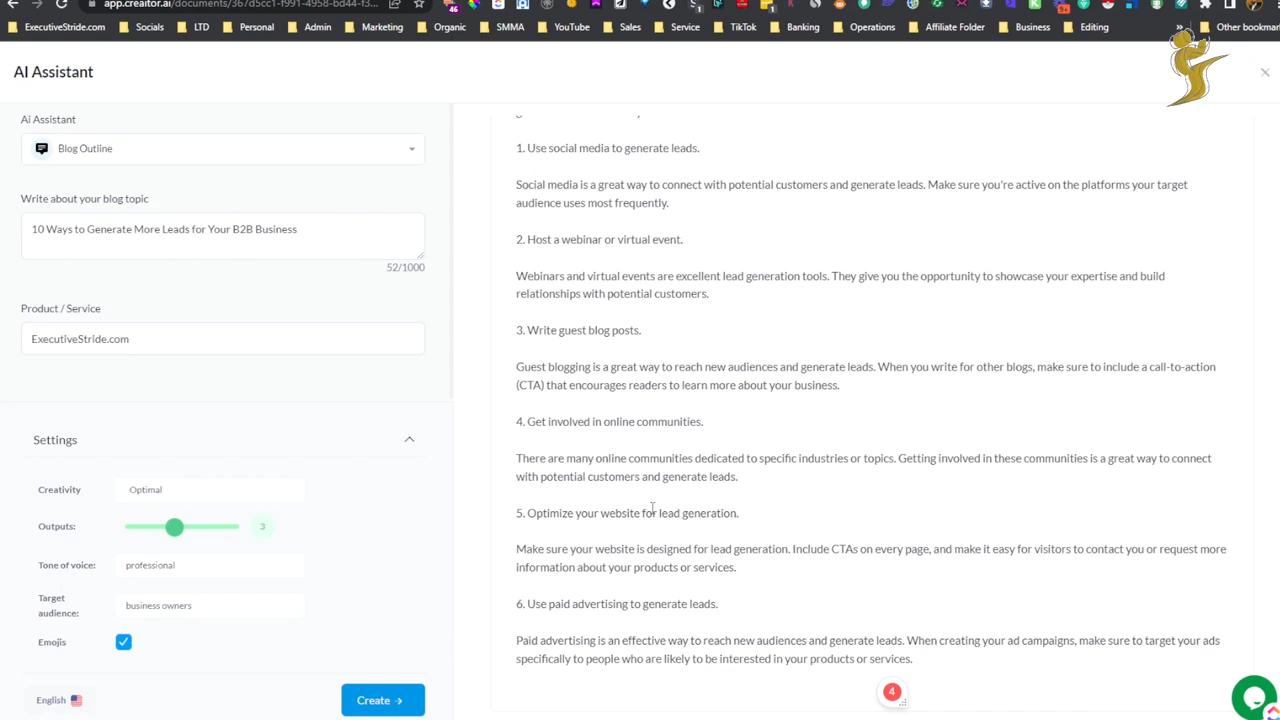 app.creaitor.ai/documents/
ExecutiveStride.com Socials LTD Personal Admin Marketing Organic SMMA YouTube Sales Service TikTok Banking Operations Affiliate Folder Business Editing »
AI Assistant
Ai Assistant
Blog Outline
Write about your blog topic
10 Ways to Generate More Leads for Your B2B Business
52/1000
Product / Service
ExecutiveStride.com
Settings
Creativity Optimal
Outputs: 3
Tone of voice: professional
Target audience: business owners
Emojis
English
Create →
1. Use social media to generate leads.
Social media is a great way to connect with potential customers and generate leads. Make sure you're active on the platforms your target
audience uses most frequently.
2. Host a webinar or virtual event.
Webinars and virtual events are excellent lead generation tools. They give you the opportunity to showcase your expertise and build
relationships with potential customers.
3. Write guest blog posts.
Guest blogging is a great way to reach new audiences and generate leads. When you write for other blogs, make sure to include a call-to-action
(CTA) that encourages readers to learn more about your business.
4. Get involved in online communities.
There are many online communities dedicated to specific industries or topics. Getting involved in these communities is a great way to connect
with potential customers and generate leads.
5. Optimize your website for lead generation.
Make sure your website is designed for lead generation. Include CTAs on every page, and make it easy for visitors to contact you or request more
information about your products or services.
6. Use paid advertising to generate leads.
Paid advertising is an effective way to reach new audiences and generate leads. When creating your ad campaigns, make sure to target your ads
specifically to people who are likely to be interested in your products or services.
4